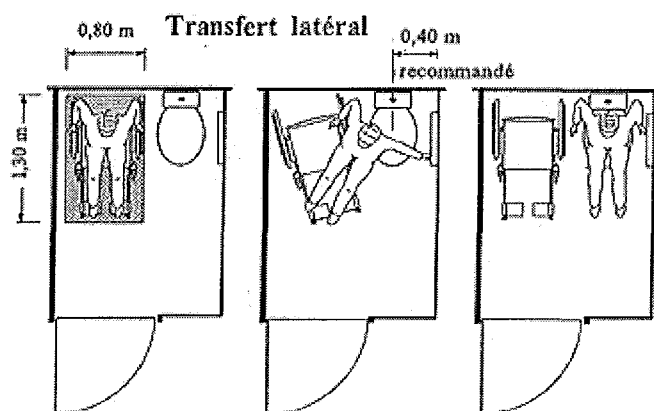 0,80 m
Transfert latéral
0,40 m
recommandé
1,30 m